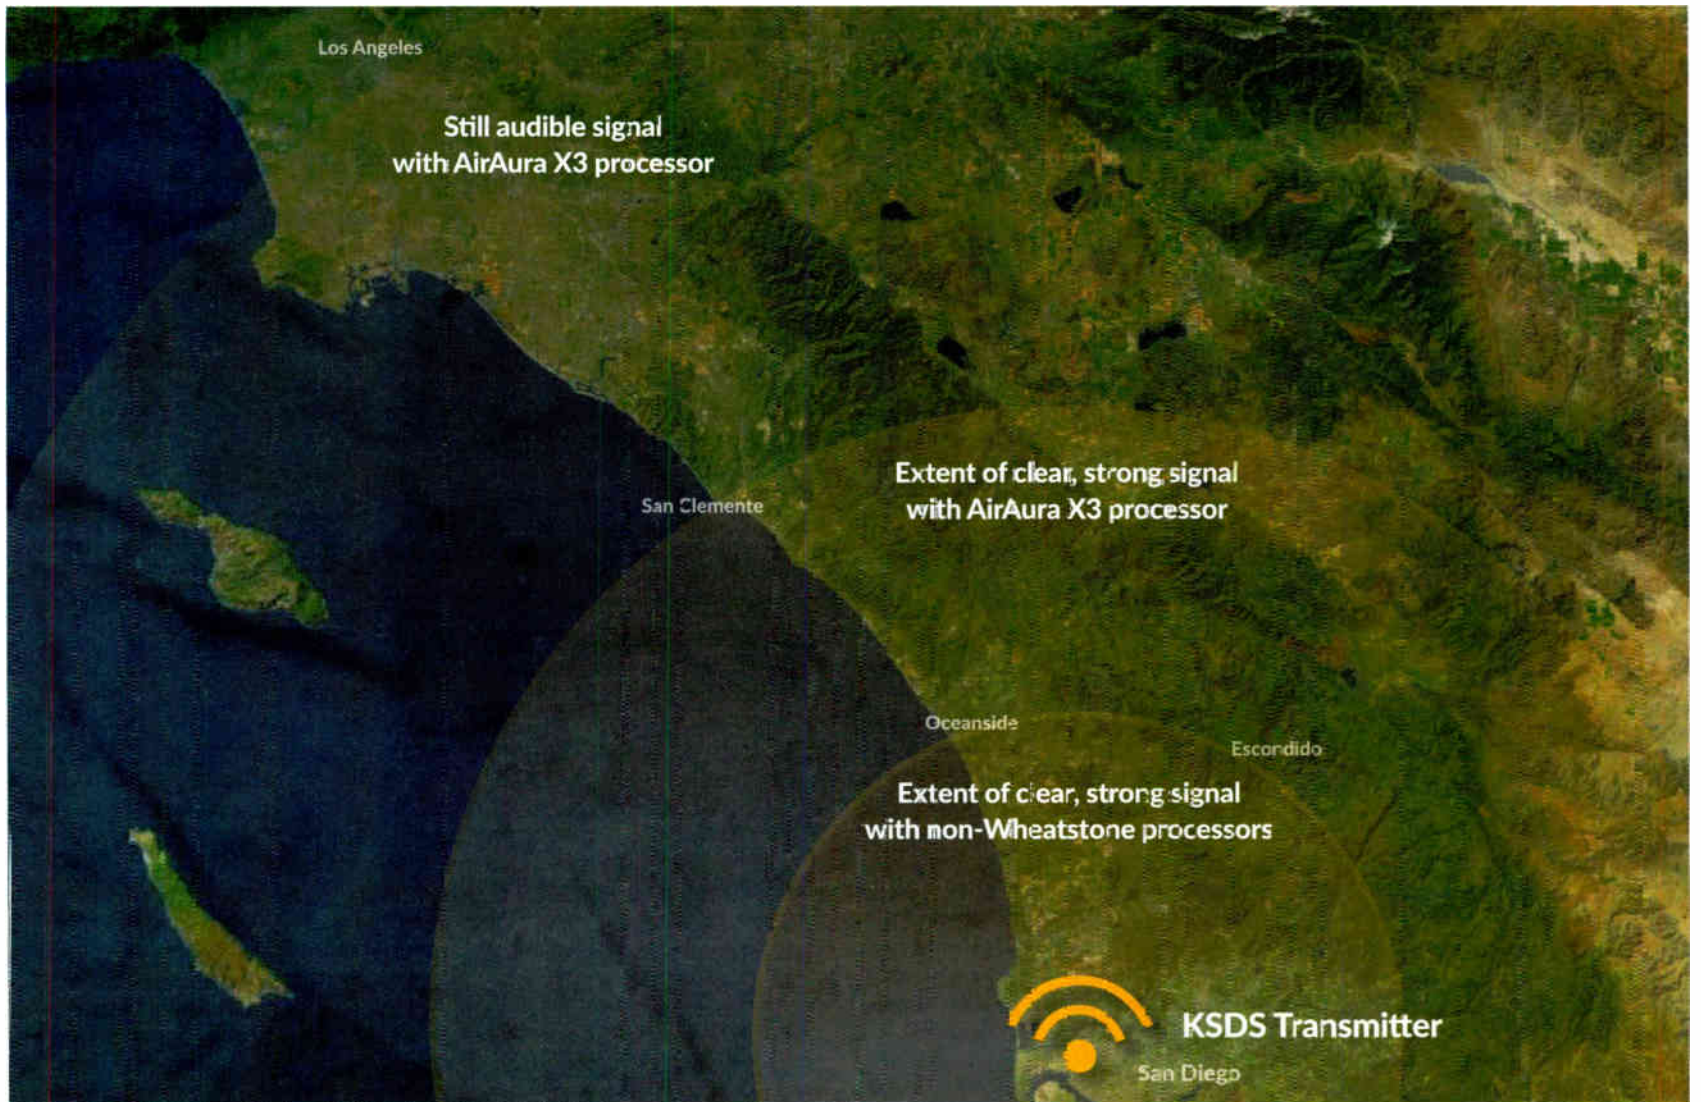 Los Angeles
Still audible signal
with AirAura X3 processor
Extent of clear, strong signal
with AirAura X3 processor
San Clemente
Oceanside
Escondido
Extent of clear, strong signal
with non-Wheatstone processors
KSDS Transmitter
San Diego